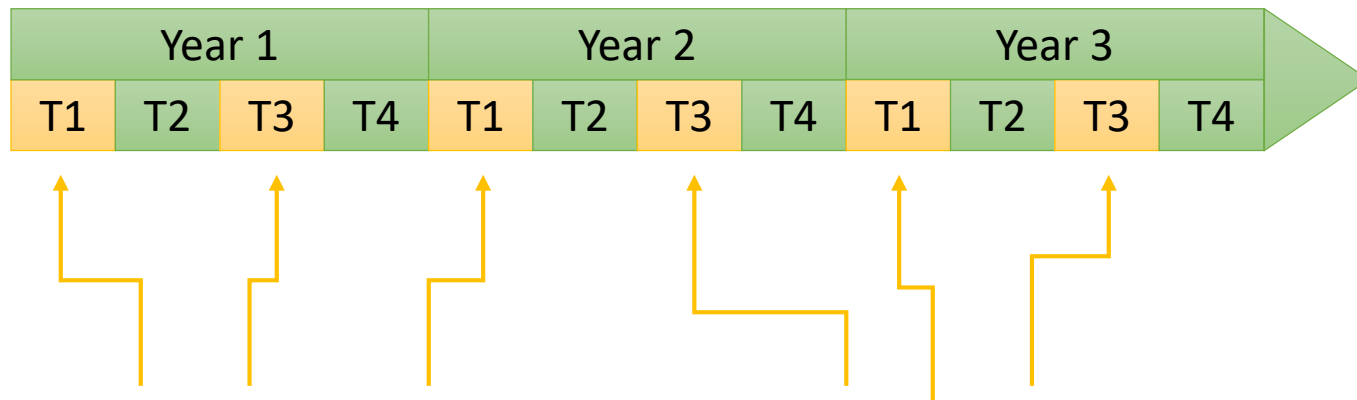 Year 1 Year 2 Year 3
T1 T2 T3 T4 T1 T2 T3 T4 T1 T2 T3 T4